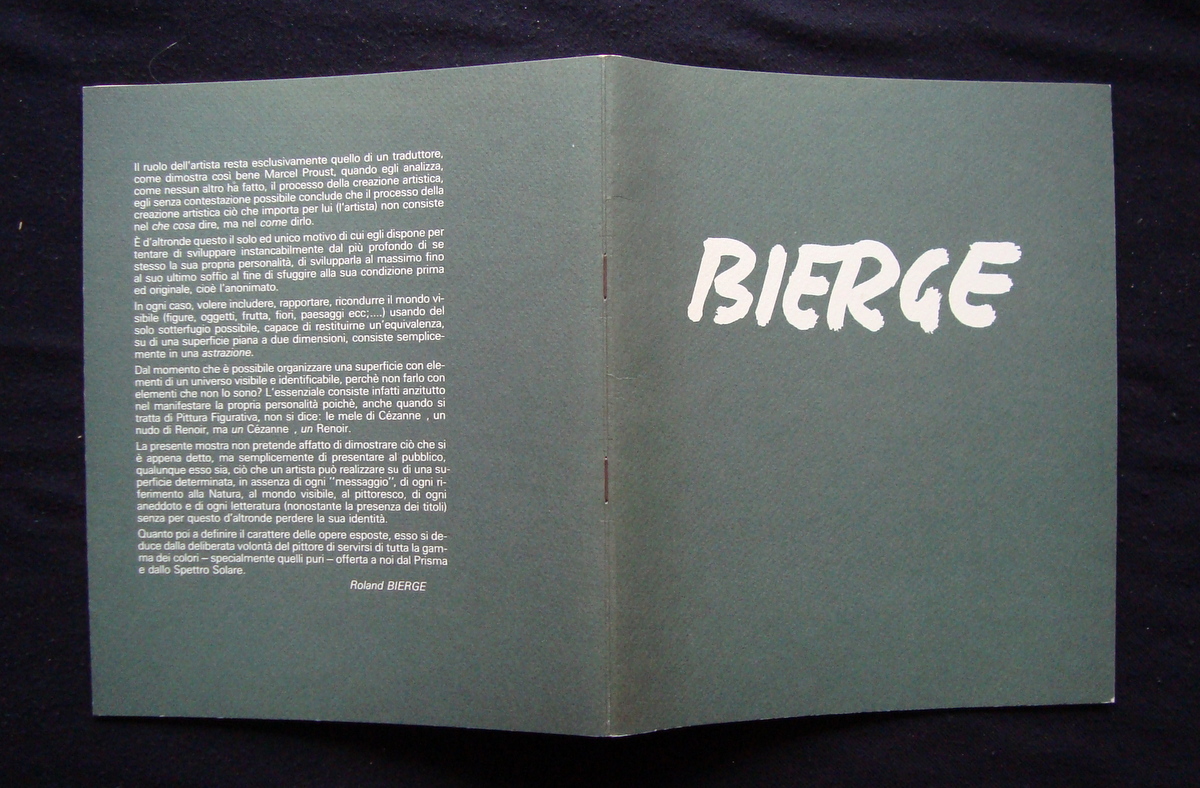 Il ruolo dell'artista resta esclusivamente quello di un traduttore,
come dimostra così bene Marcel Proust, quando egli analizza,
come nessun altro hà fatto, il processo della creazione artistica,
egli senza contestazione possibile conclude che il processo della
creazione artistica ciò che importa per lui (l'artista) non consiste
nel che cosa dire, ma nel come dirlo.
È d'altronde questo il solo ed unico motivo di cui egli dispone per
tentare di sviluppare instancabilmente dal più profondo di se
stesso la sua propria personalità, di svilupparla al massimo fino
al suo ultimo soffio al fine di sfuggire alla sua condizione prima
ed originale, cioè l'anonimato.
In ogni caso, volere includere, rapportare, ricondurre il mondo vi-
sibile (figure, oggetti, frutta, fiori, paesaggi ecc;....) usando del
solo sotterfugio possibile, capace di restituirne un'equivalenza,
su di una superficie piana a due dimensioni, consiste semplice-
mente in una astrazione.
Dal momento che è possibile organizzare una superficie con ele-
menti di un universo visibile e identificabile, perchè non farlo con
elementi che non lo sono? L'essenziale consiste infatti anzitutto
nel manifestare la propria personalità poichè, anche quando si
tratta di Pittura Figurativa, non si dice: le mele di Cézanne , un
nudo di Renoir, ma un Cézanne , un Renoir.
La presente mostra non pretende affatto di dimostrare ciò che si
è appena detto, ma semplicemente di presentare al pubblico,
qualunque esso sia, ciò che un artista può realizzare su di una su-
perficie determinata, in assenza di ogni "messaggio", di ogni ri-
ferimento alla Natura, al mondo visibile, al pittoresco, di ogni
aneddoto e di ogni letteratura (nonostante la presenza dei titoli)
senza per questo d'altronde perdere la sua identità.
Quanto poi a definire il carattere delle opere esposte, esso si de-
duce dalla deliberata volontà del pittore di servirsi di tutta la gam-
ma dei colori – specialmente quelli puri – offerta a noi dal Prisma
e dallo Spettro Solare.
Roland BIERGE
BIERGE